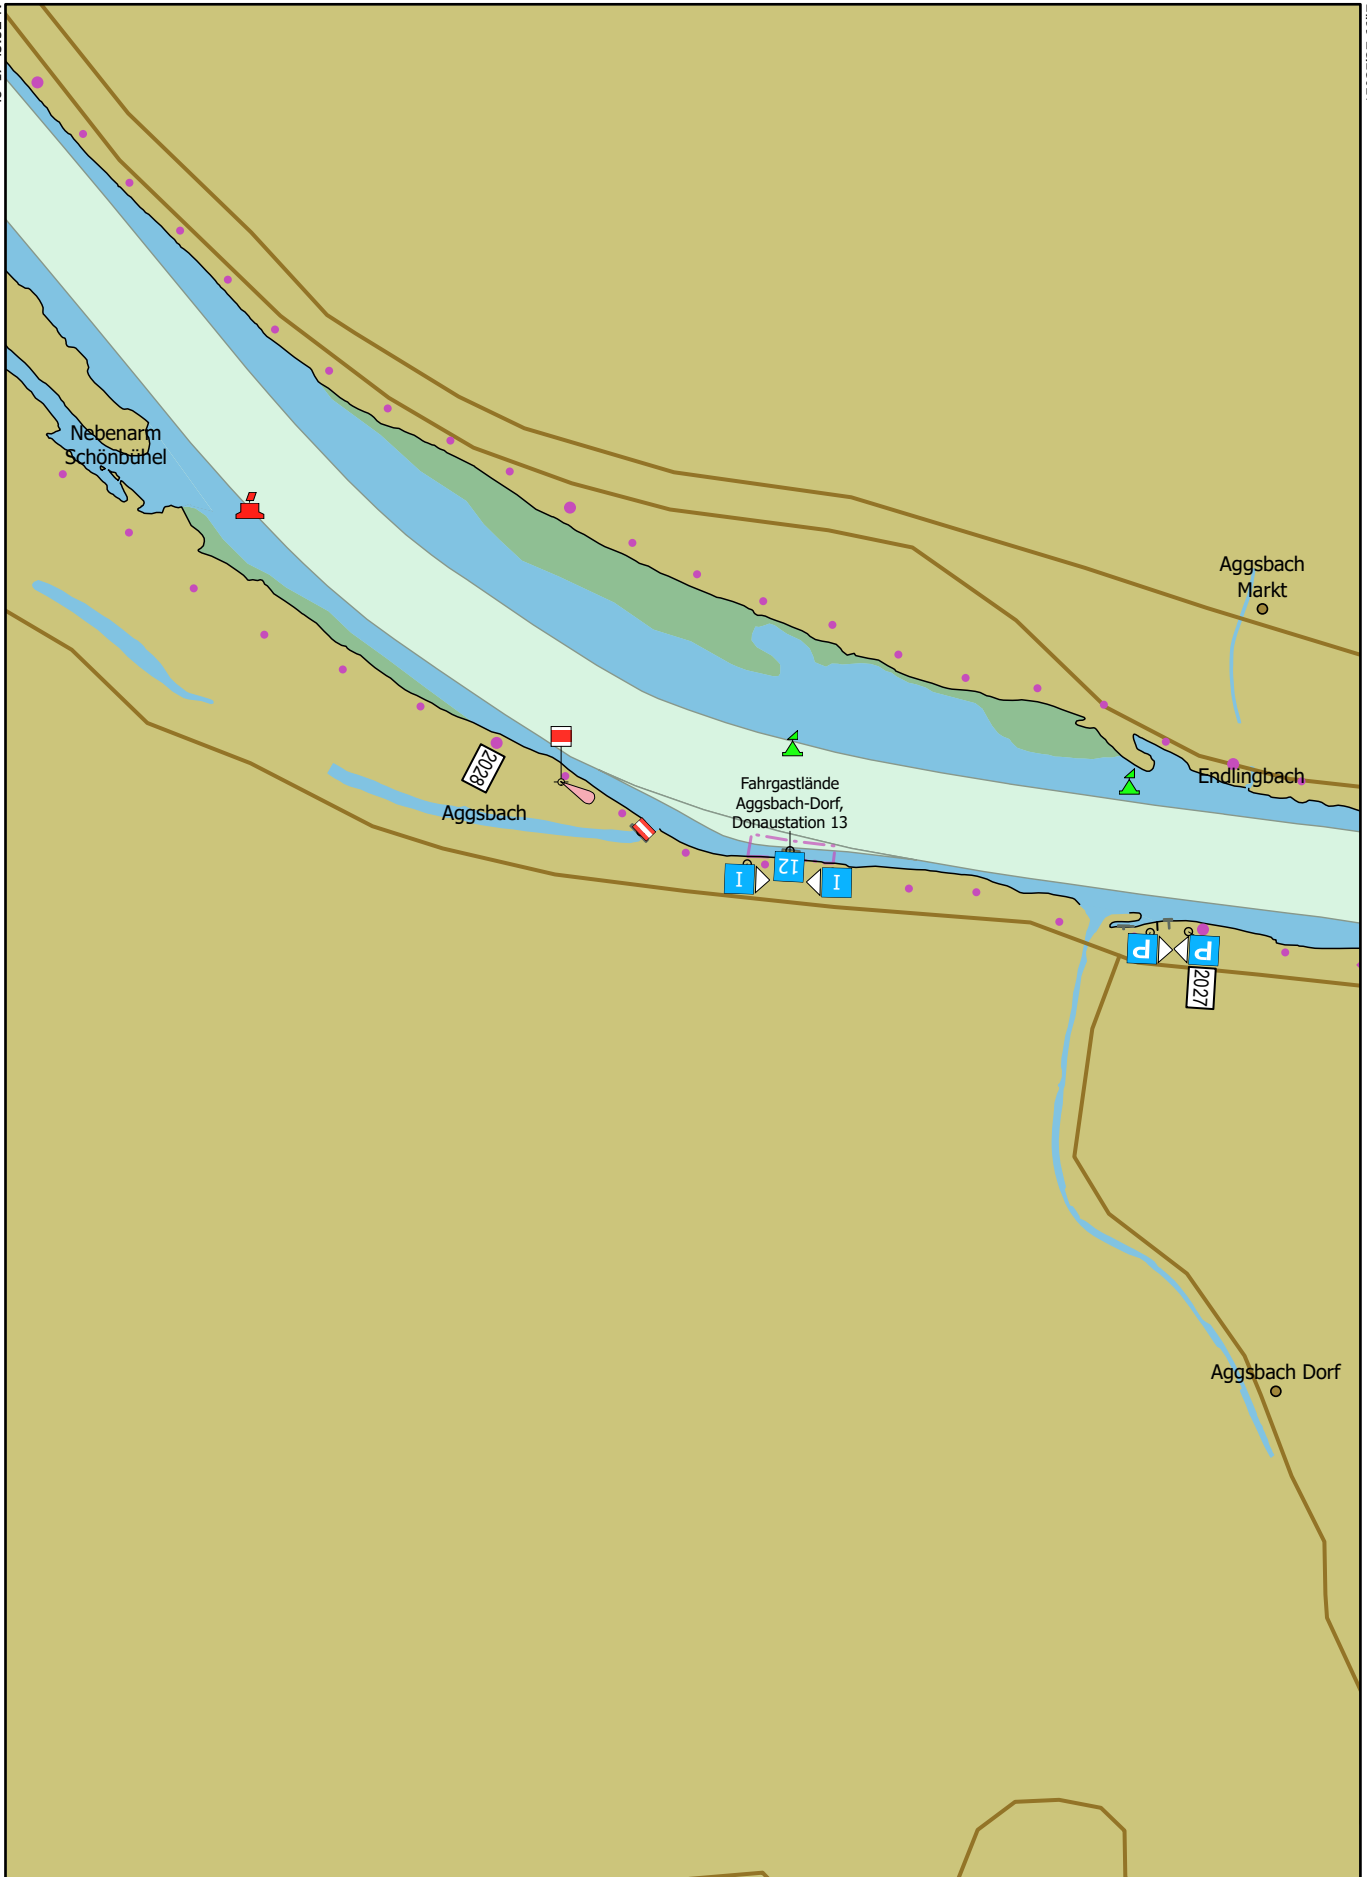 Nebenarm
Schönbühel
Aggsbach
Markt
2028
Endlingbach
Aggsbach
Fahrgastlände
Aggsbach-Dorf,
Donaustation 13
I
12
I
P
P
2027
Aggsbach Dorf